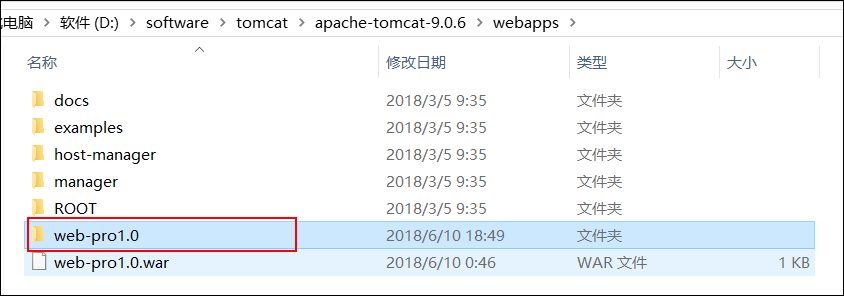 电脑 > 软件 (D:) > software > tomcat > apache-tomcat-9.0.6 > webapps >
名称 修改日期 类型 大小
docs 2018/3/5 9:35 文件夹
examples 2018/3/5 9:35 文件夹
host-manager 2018/3/5 9:35 文件夹
manager 2018/3/5 9:35 文件夹
ROOT 2018/3/5 9:35 文件夹
web-pro1.0 2018/6/10 18:49 文件夹
web-pro1.0.war 2018/6/10 0:46 WAR 文件 1 KB